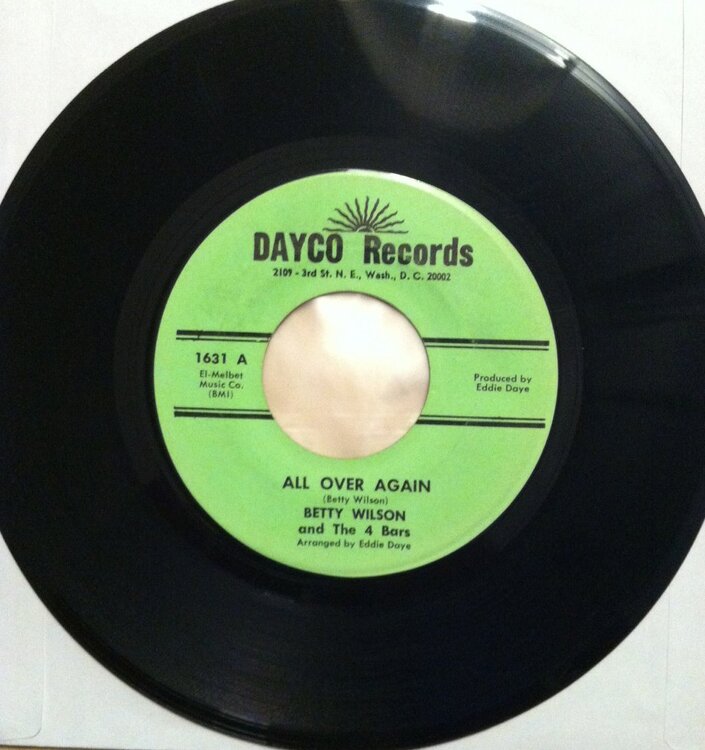 DAYCO Records
2109 - 3rd St. N. E., Wash., D. C. 20002
1631 A
El-Melbet
Music Co.
(BMI)
Produced by
Eddie Daye
ALL OVER AGAIN
(Betty Wilson)
BETTY WILSON
and The 4 Bars
Arranged by Eddie Daye